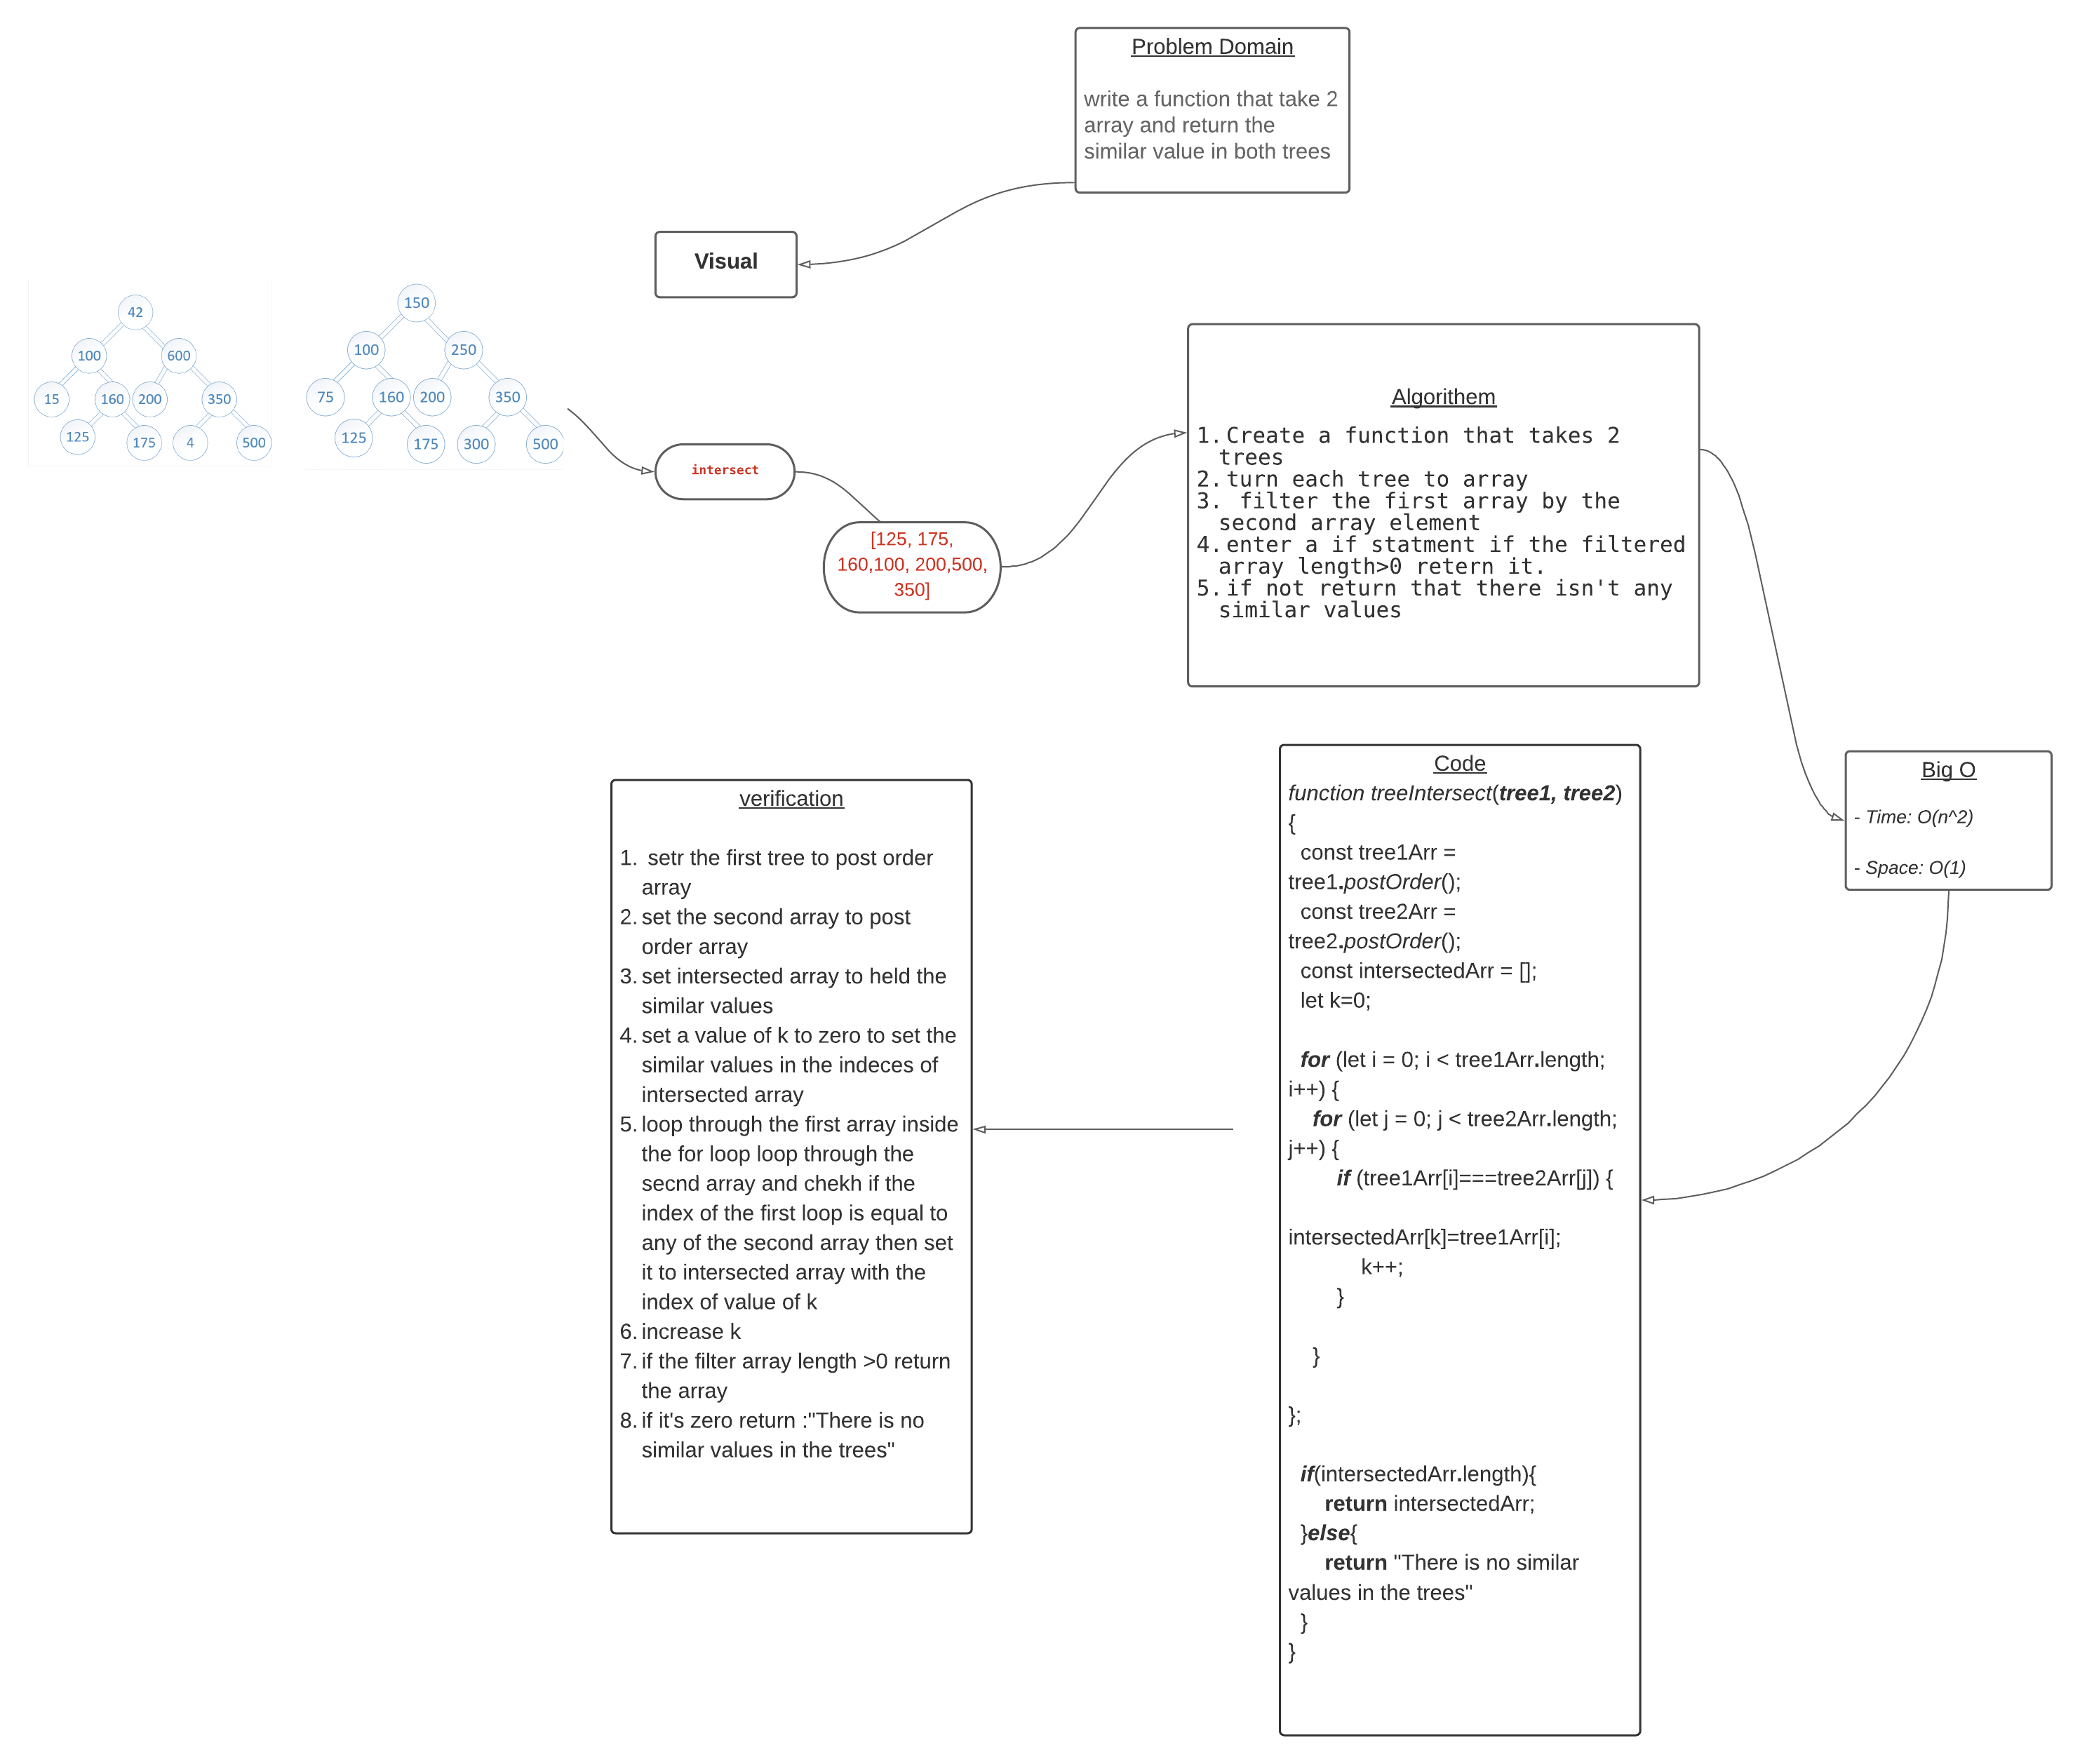 Problem Domain
write a function that take 2
array and return the
similar value in both trees
Visual
42
100
600
15
160
200
350
125
175
4
500
150
100
250
75
160
200
350
125
175
300
500
intersect
[125, 175,
160,100, 200,500,
350]
Algorithem
1. Create a function that takes 2
trees
2. turn each tree to array
3. filter the first array by the
second array element
4. enter a if statment if the filtered
array length>0 retern it.
5. if not return that there isn't any
similar values
Big O
- Time: O(n^2)
- Space: O(1)
Code
function treeIntersect(tree1, tree2)
{
const tree1Arr =
tree1.postOrder();
const tree2Arr =
tree2.postOrder();
const intersectedArr = [];
let k=0;
for (let i = 0; i < tree1Arr.length;
i++) {
for (let j = 0; j < tree2Arr.length;
j++) {
if (tree1Arr[i]===tree2Arr[j]) {
intersectedArr[k]=tree1Arr[i];
k++;
}
}
};
if(intersectedArr.length){
return intersectedArr;
}else{
return "There is no similar
values in the trees"
}
}
verification
1. setr the first tree to post order
array
2. set the second array to post
order array
3. set intersected array to held the
similar values
4. set a value of k to zero to set the
similar values in the indeces of
intersected array
5. loop through the first array inside
the for loop loop through the
secnd array and chekh if the
index of the first loop is equal to
any of the second array then set
it to intersected array with the
index of value of k
6. increase k
7. if the filter array length >0 return
the array
8. if it's zero return :"There is no
similar values in the trees"